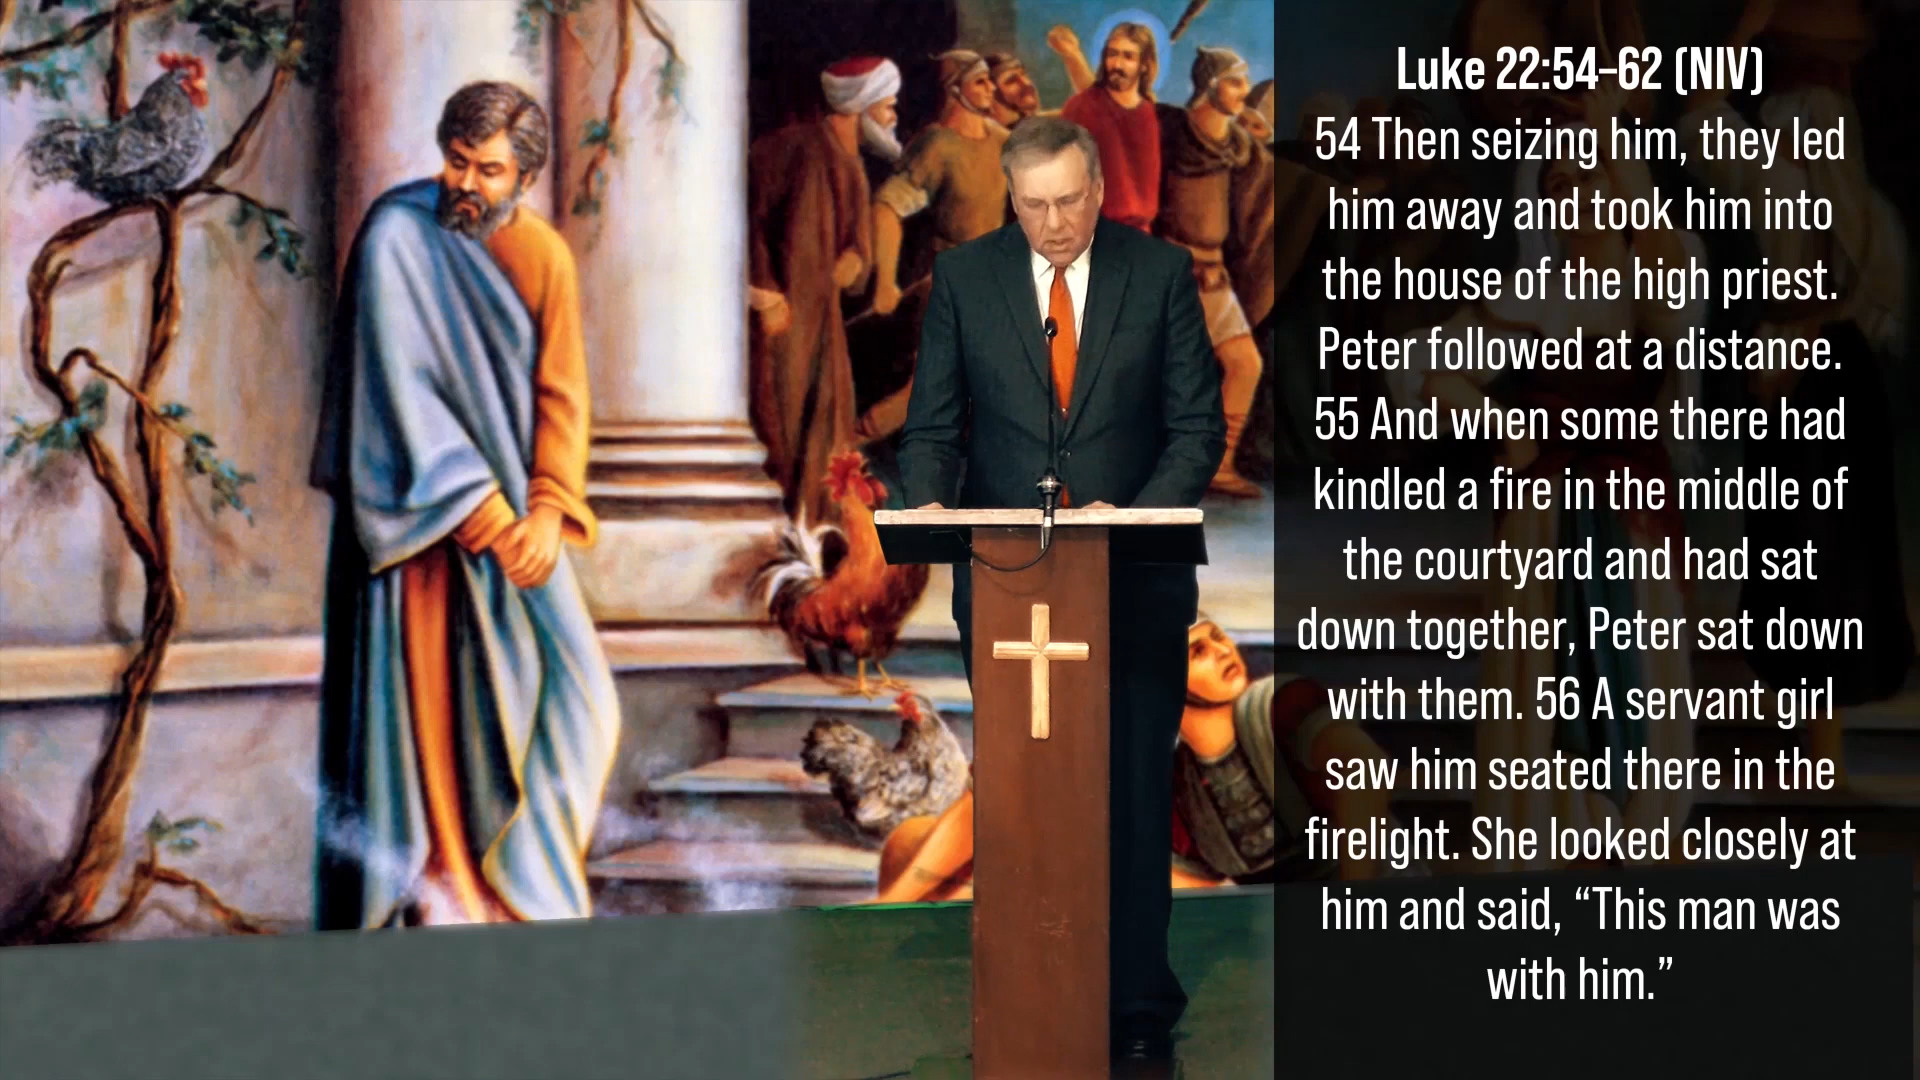 Luke 22:54–62 (NIV)
54 Then seizing him, they led
him away and took him into
the house of the high priest.
Peter followed at a distance.
55 And when some there had
kindled a fire in the middle of
the courtyard and had sat
down together, Peter sat down
with them. 56 A servant girl
saw him seated there in the
firelight. She looked closely at
him and said, “This man was
with him.”